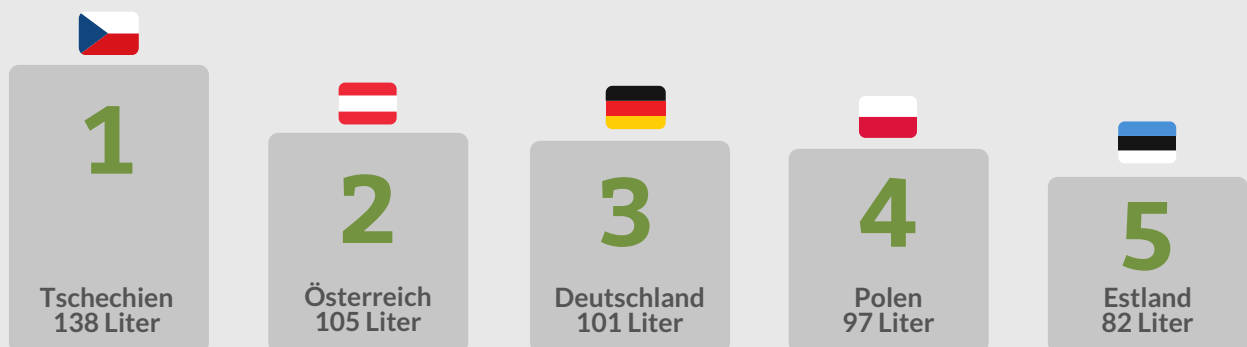 1
Tschechien
138 Liter
2
Österreich
105 Liter
3
Deutschland
101 Liter
4
Polen
97 Liter
5
Estland
82 Liter